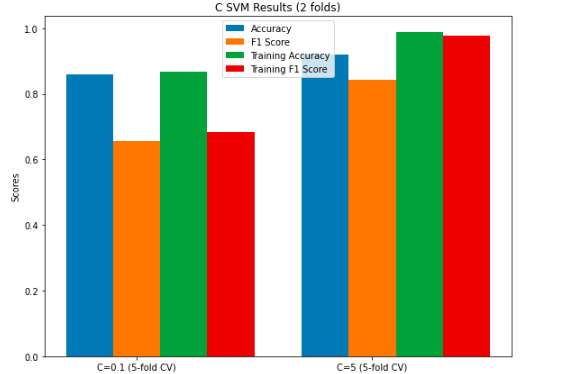 C SVM Results (2 folds)
Accuracy
F1 Score
Training Accuracy
Training F1 Score
1.0
0.8
0.6
0.4
0.2
0.0
Scores
C=0.1 (5-fold CV)
C=5 (5-fold CV)